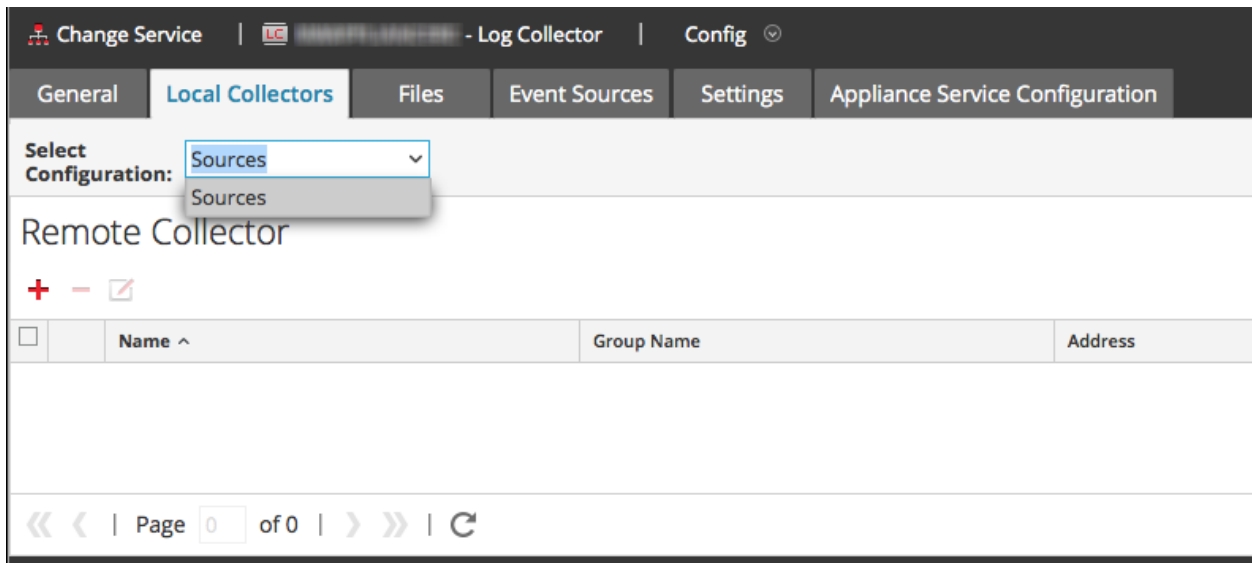 Change Service | LC - Log Collector | Config
General Local Collectors Files Event Sources Settings Appliance Service Configuration
Select Configuration: Sources
Sources
Remote Collector
Name Group Name Address
Page 0 of 0